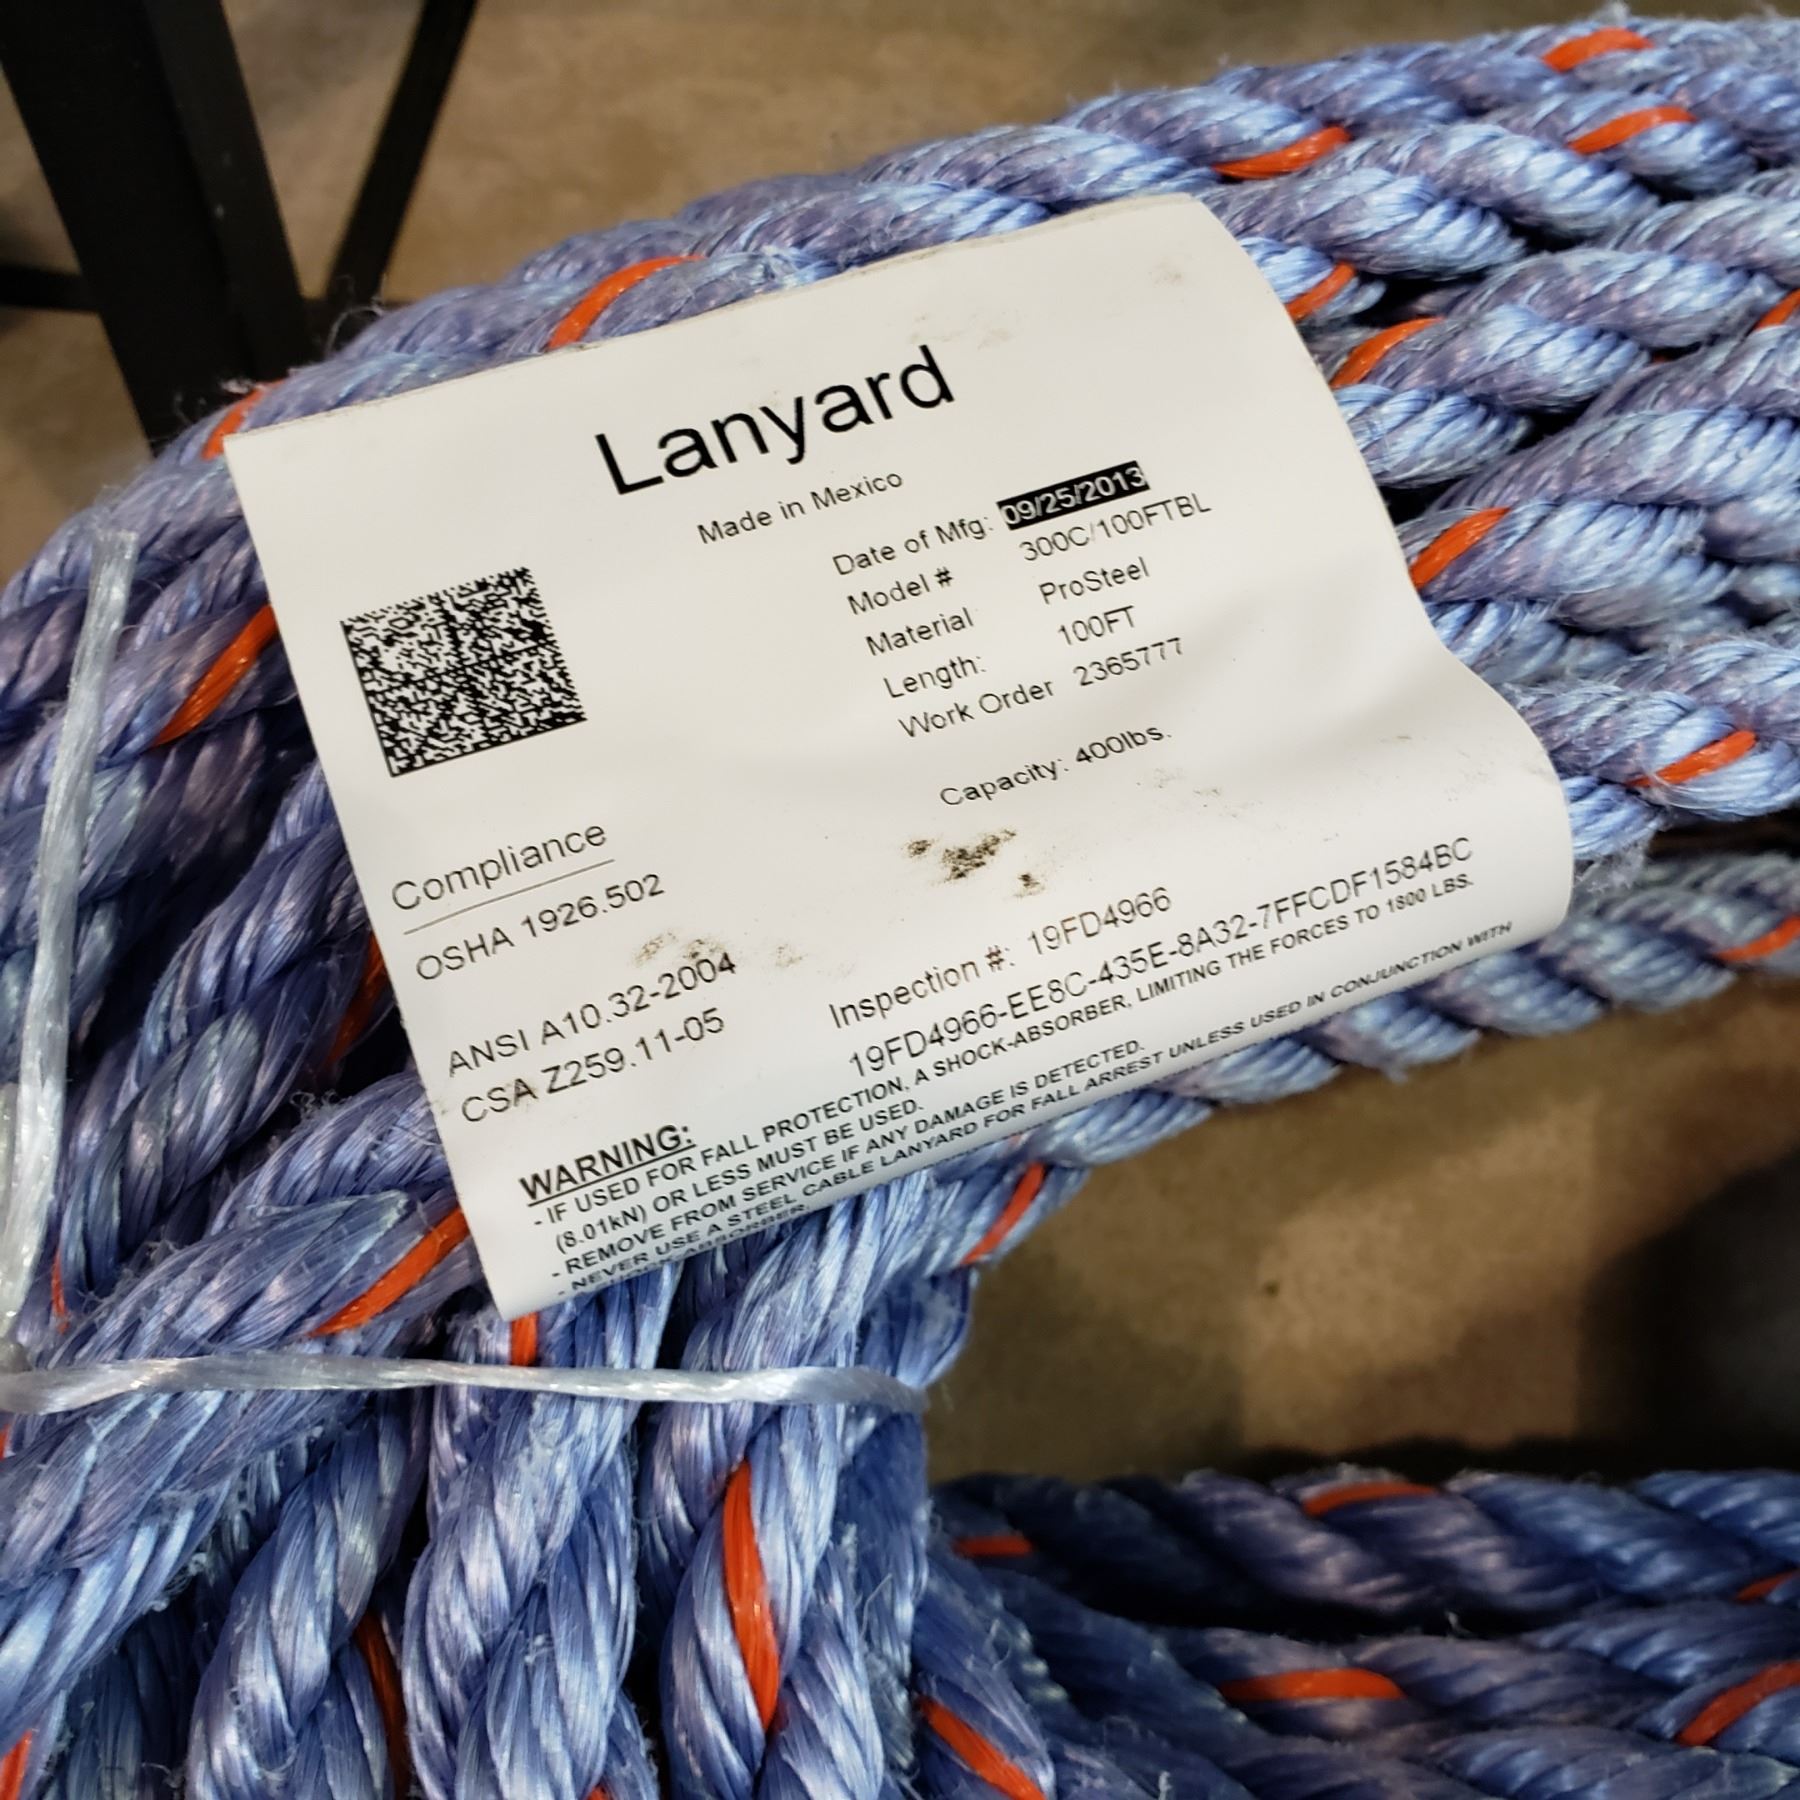 Lanyard
Made in Mexico
Date of Mfg: 09/25/2013
Model # 300C/100FTBL
Material ProSteel
Length: 100FT
Work Order 2365777
Capacity: 400lbs.
Compliance
OSHA 1926.502
ANSI A10.32-2004
CSA Z259.11-05
Inspection #: 19FD4966
19FD4966-EE8C-435E-8A32-7FFCDF1584BC
WARNING:
- IF USED FOR FALL PROTECTION, A SHOCK-ABSORBER, LIMITING THE FORCES TO 1800 LBS.
(8.01kN) OR LESS MUST BE USED.
- REMOVE FROM SERVICE IF ANY DAMAGE IS DETECTED.
- NEVER USE A STEEL CABLE LANYARD FOR FALL ARREST UNLESS USED IN CONJUNCTION WITH
SHOCK-ABSORBER.